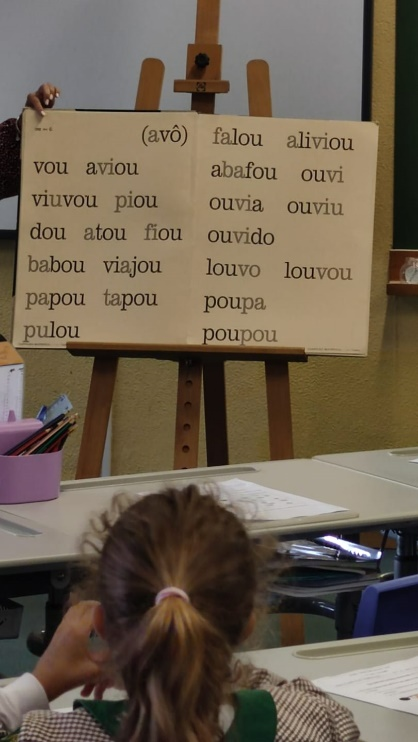 (avô)
vou aviou
viuvou piou
dou atou fiou
babou viajou
papou tapou
pulou
falou aliviou
abafou ouvi
ouvia ouviu
ouvido
louvo louvou
poupa
poupou